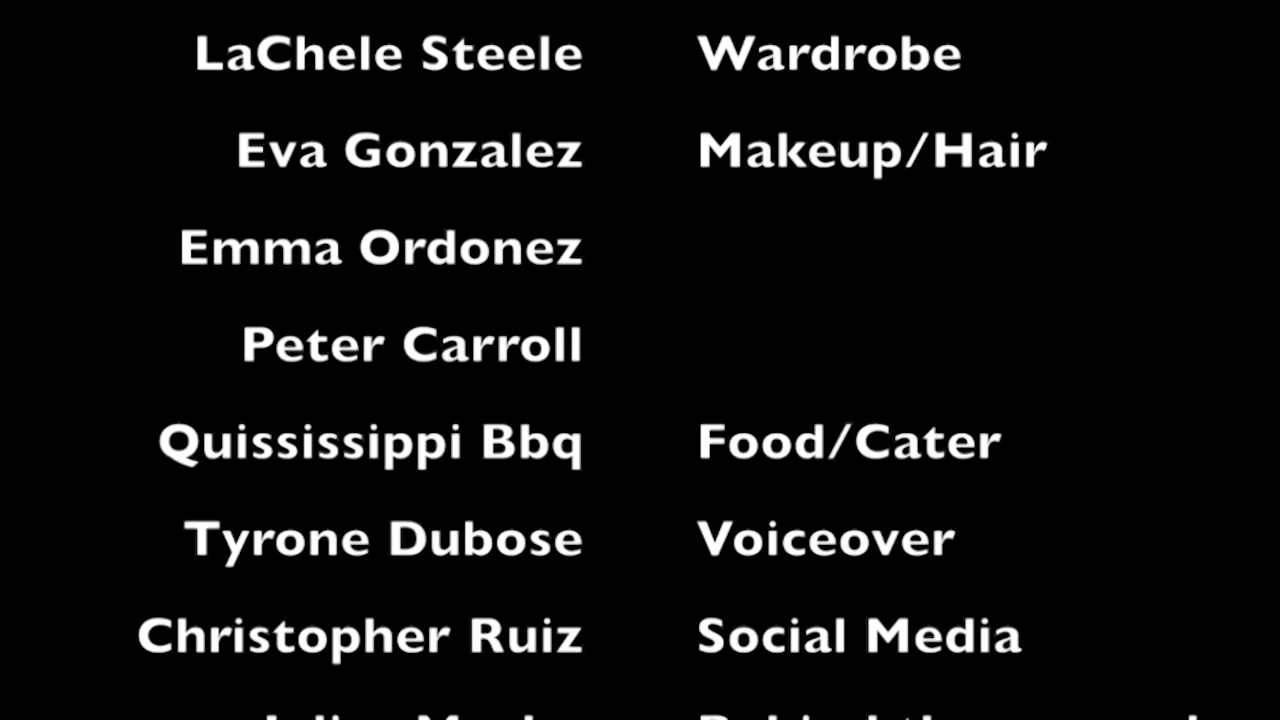 LaChele Steele Wardrobe
Eva Gonzalez Makeup/Hair
Emma Ordonez
Peter Carroll
Quississippi Bbq Food/Cater
Tyrone Dubose Voiceover
Christopher Ruiz Social Media